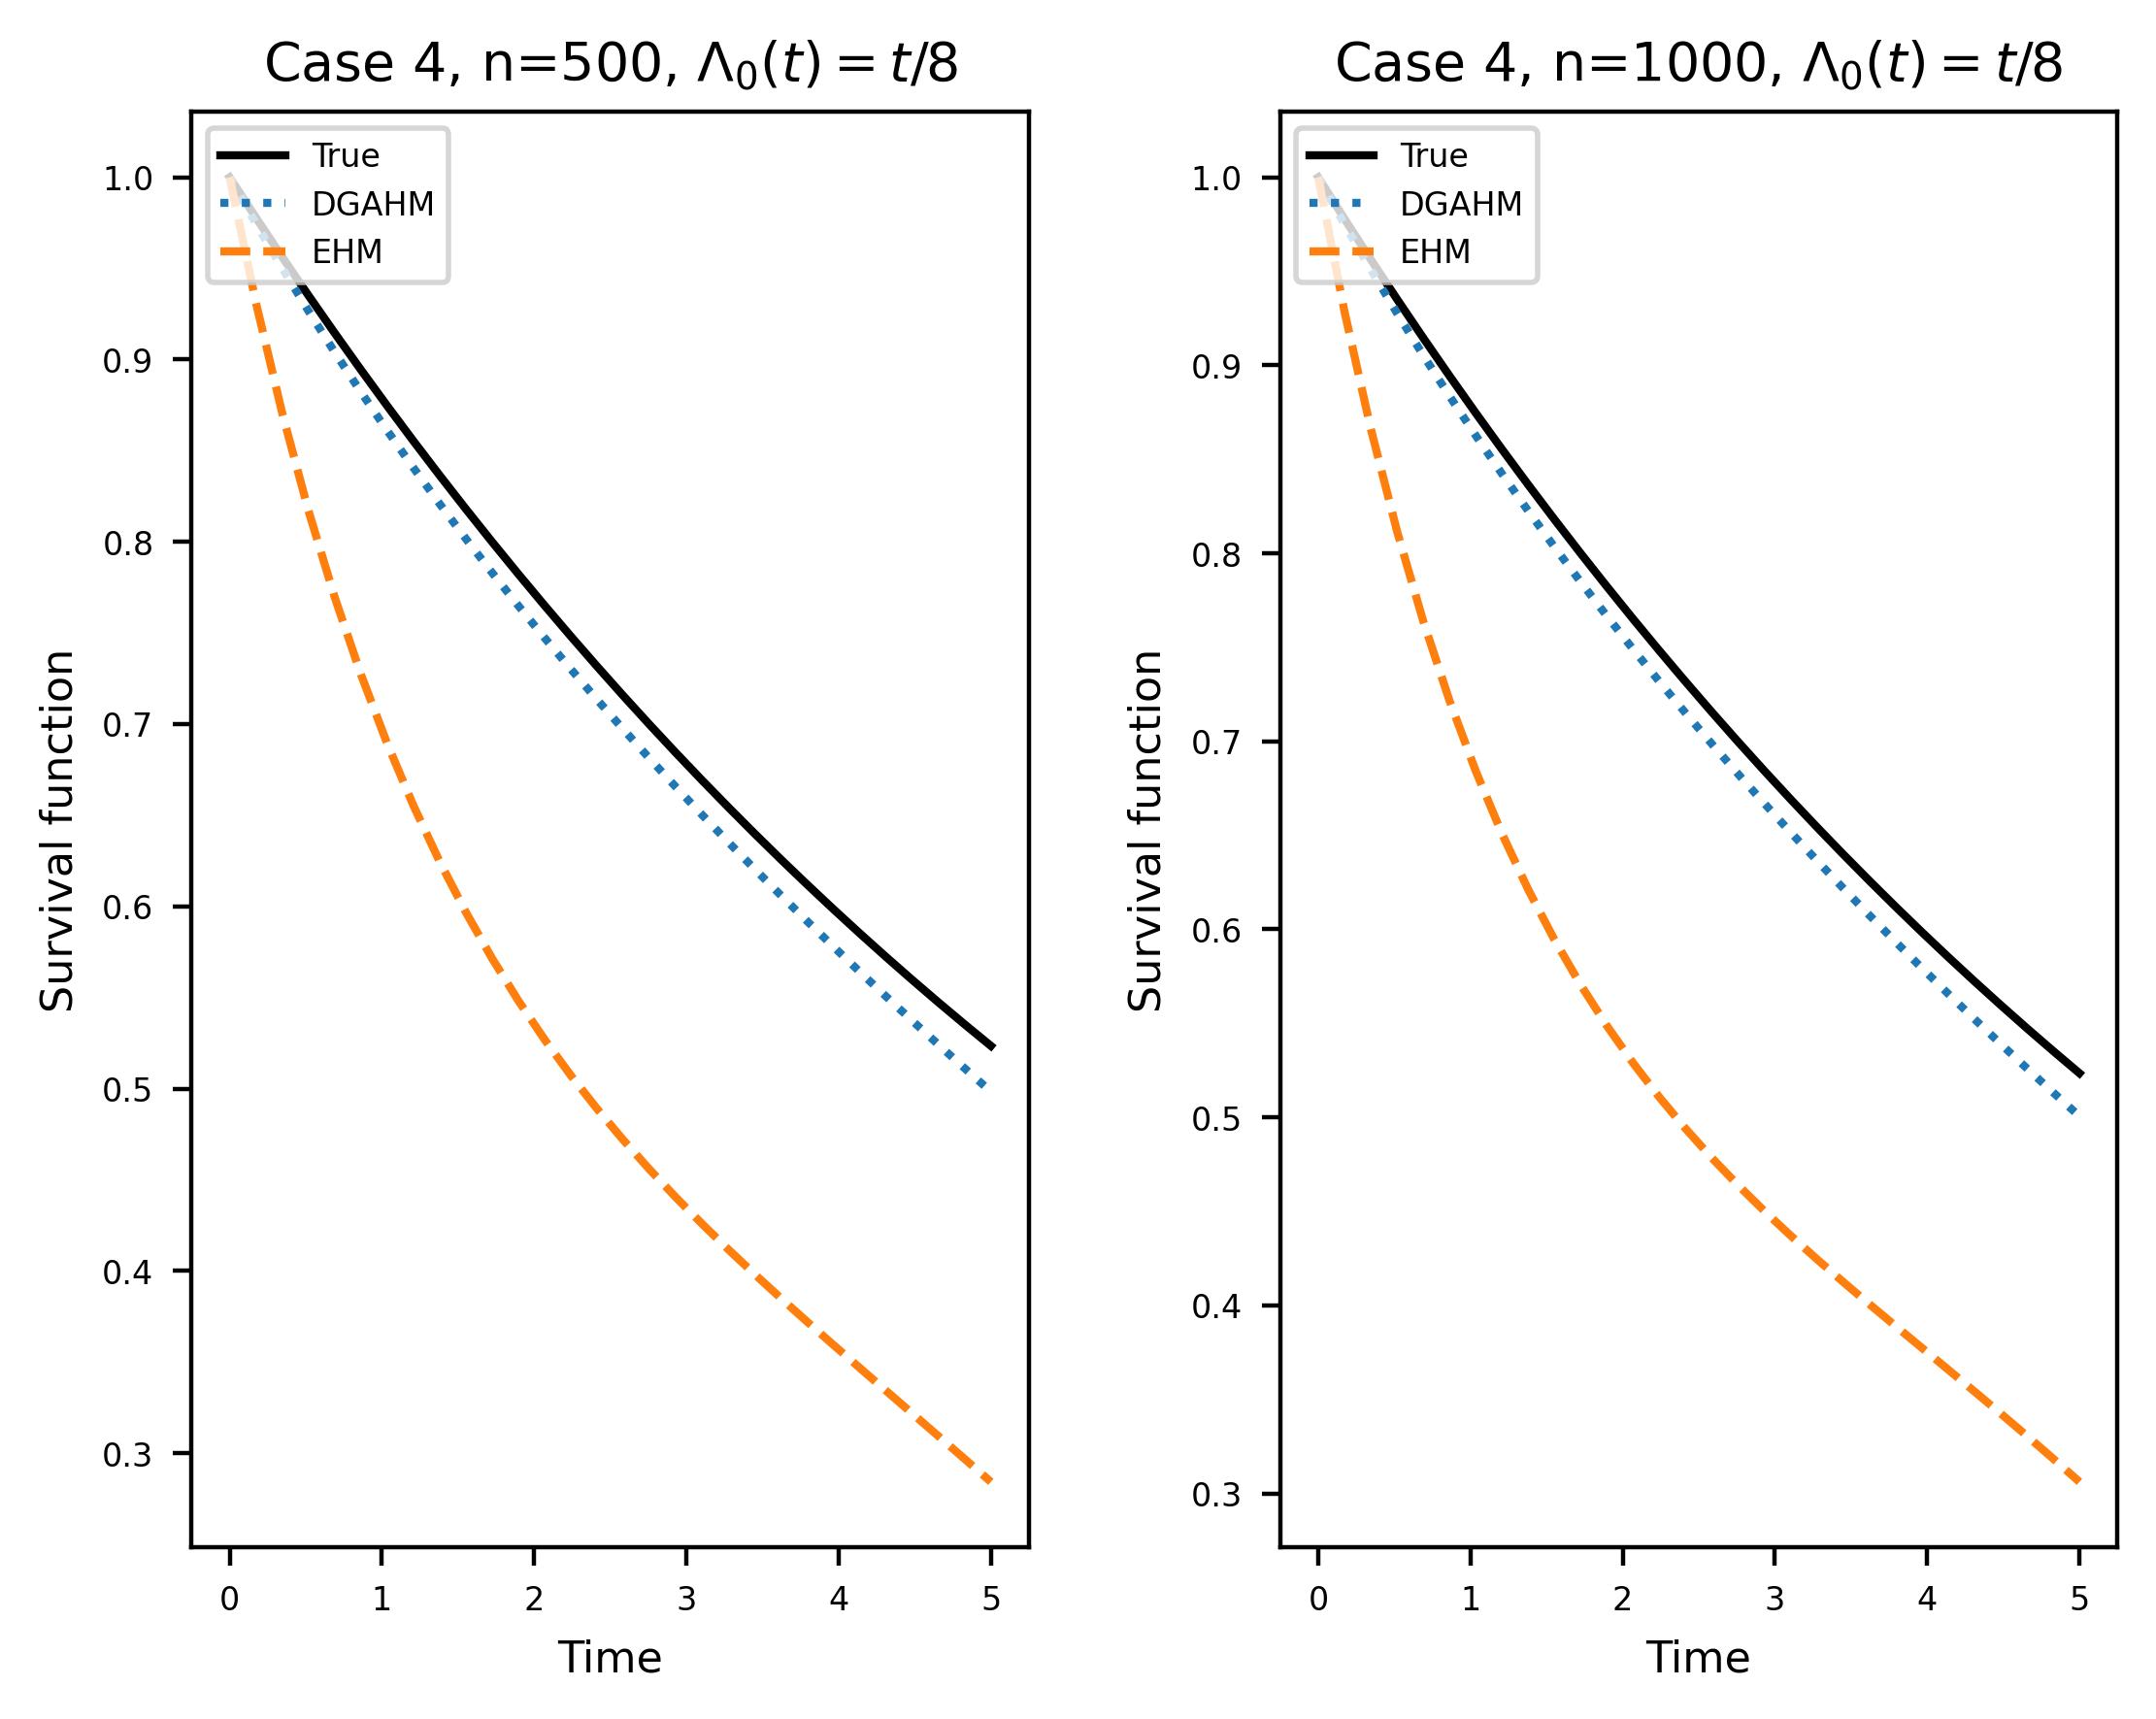 Case 4, n=500, Λ₀(t) = t/8
True
DGAHM
EHM
1.0
0.9
0.8
0.7
0.6
0.5
0.4
0.3
Survival function
0 1 2 3 4 5
Time
Case 4, n=1000, Λ₀(t) = t/8
True
DGAHM
EHM
1.0
0.9
0.8
0.7
0.6
0.5
0.4
0.3
Survival function
0 1 2 3 4 5
Time